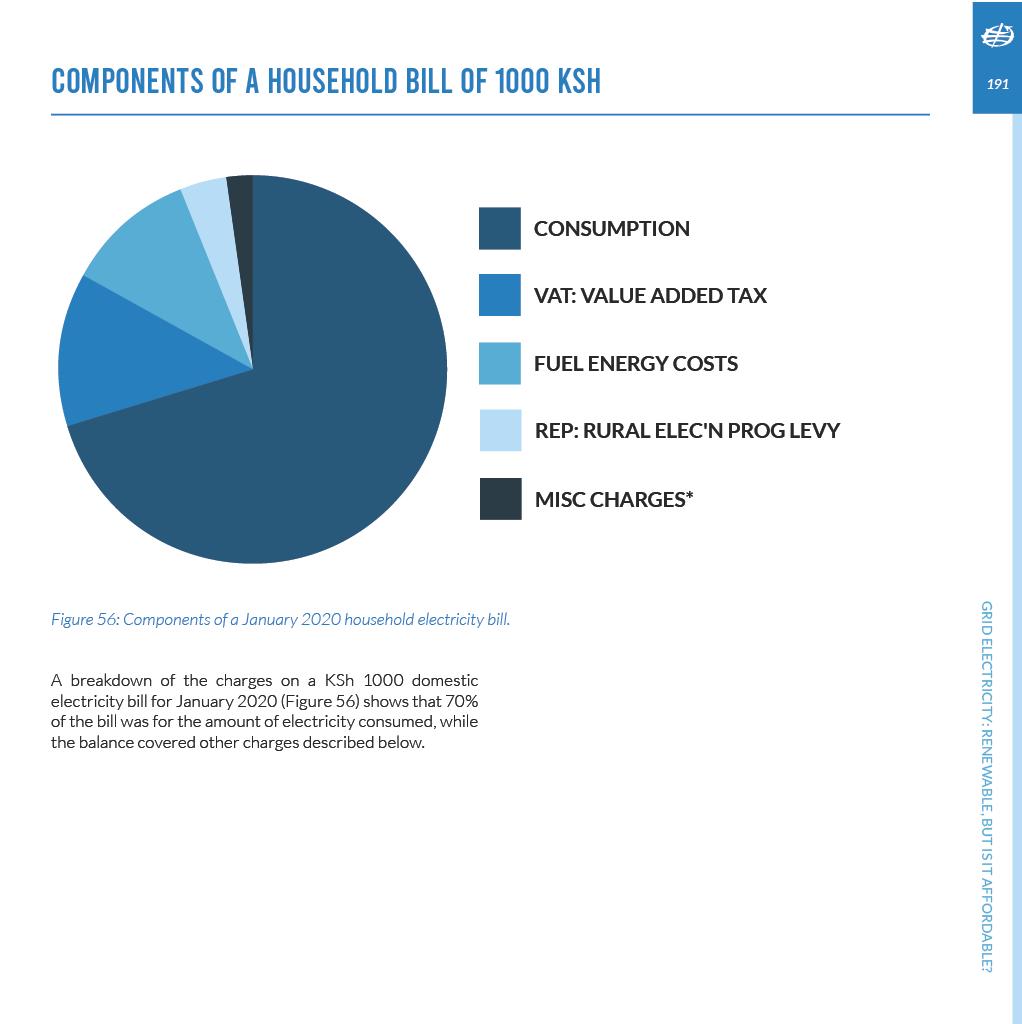 191
COMPONENTS OF A HOUSEHOLD BILL OF 1000 KSH
CONSUMPTION
VAT: VALUE ADDED TAX
FUEL ENERGY COSTS
REP: RURAL ELEC'N PROG LEVY
MISC CHARGES*
Figure 56: Components of a January 2020 household electricity bill.
A breakdown of the charges on a KSh 1000 domestic
electricity bill for January 2020 (Figure 56) shows that 70%
of the bill was for the amount of electricity consumed, while
the balance covered other charges described below.
GRID ELECTRICITY: RENEWABLE, BUT IS IT AFFORDABLE?